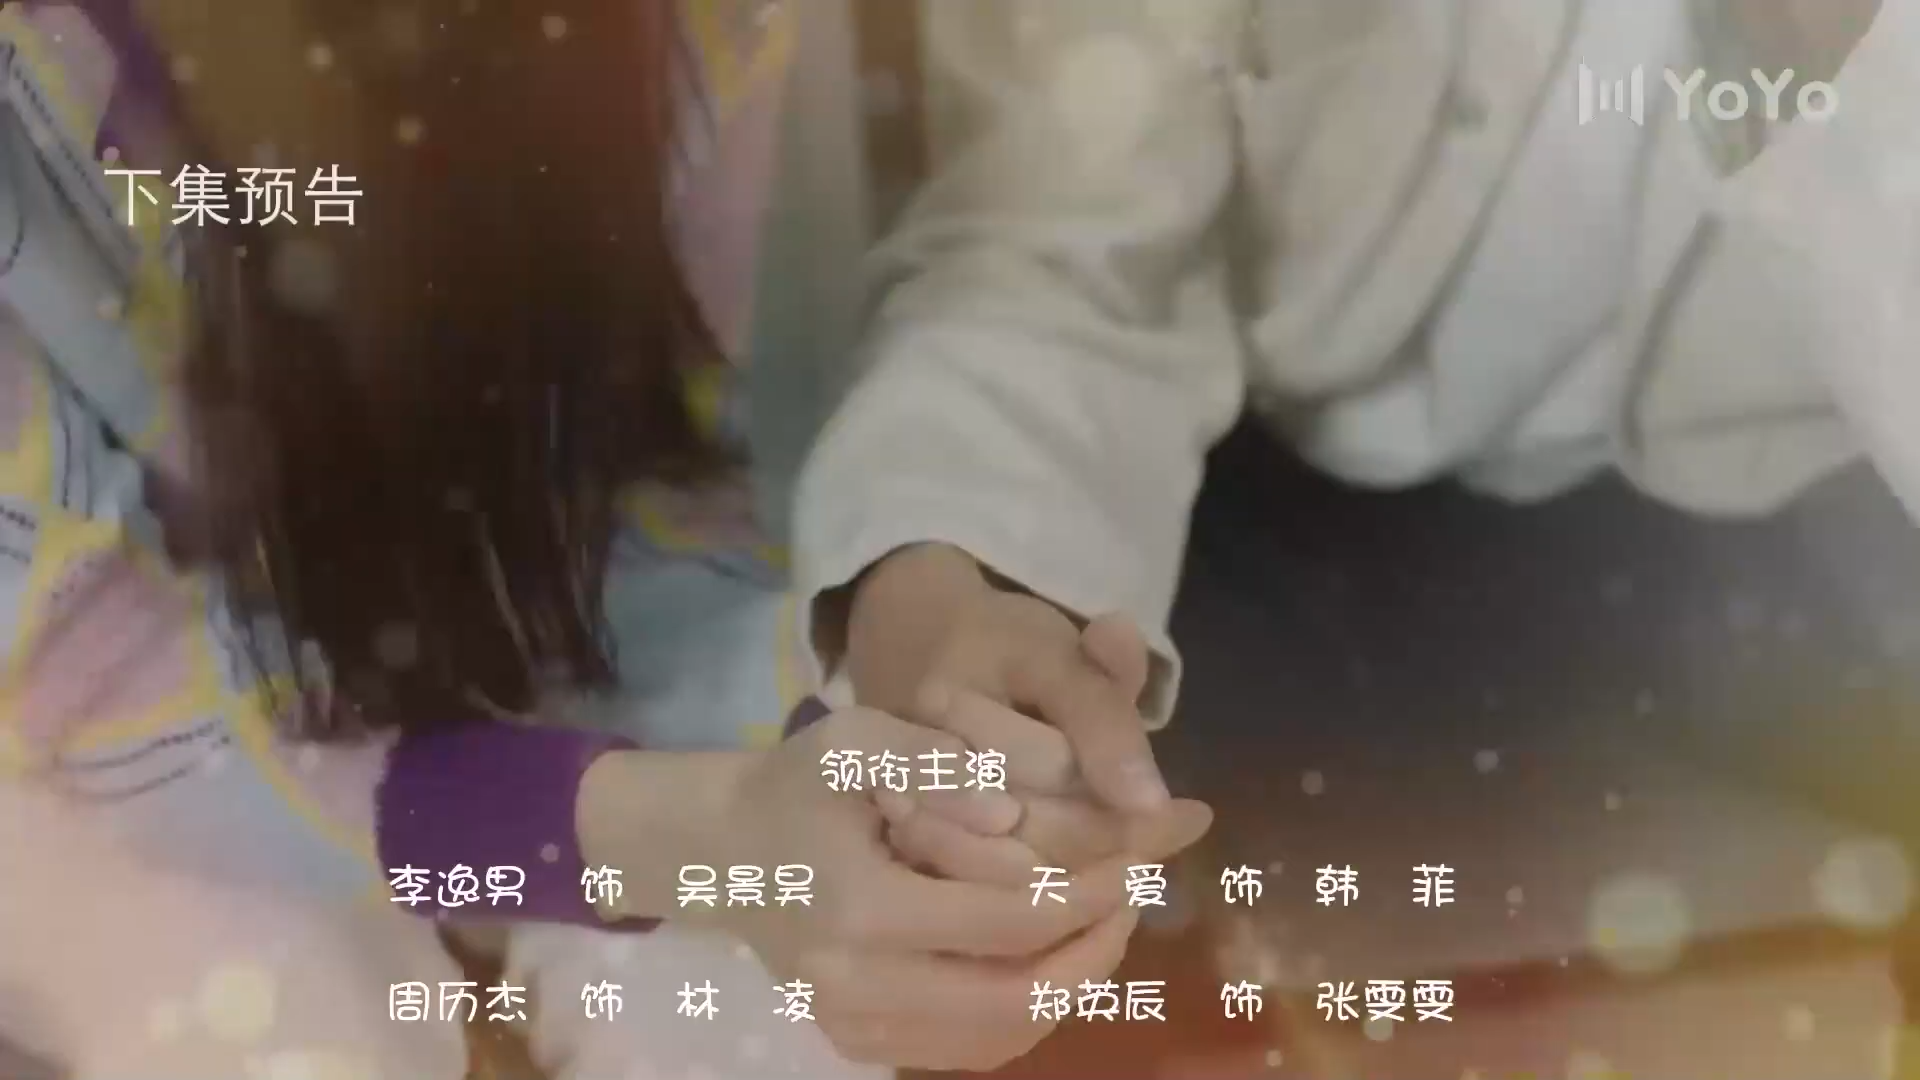 YoYo
下集预告
领衔主演
李逸男 饰 吴景昊 天 爱 饰 韩 菲
周历杰 饰 林 凌 郑英辰 饰 张雯雯